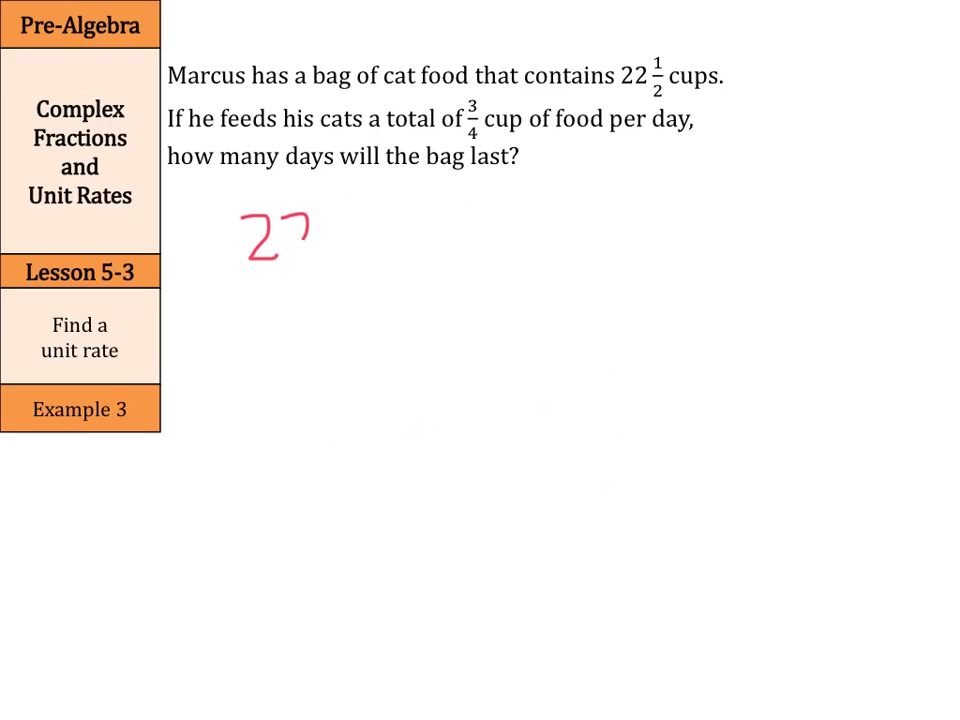 Pre-Algebra
Complex
Fractions
and
Unit Rates
Lesson 5-3
Find a
unit rate
Example 3
Marcus has a bag of cat food that contains 22 1/2 cups.
If he feeds his cats a total of 3/4 cup of food per day,
how many days will the bag last?
2